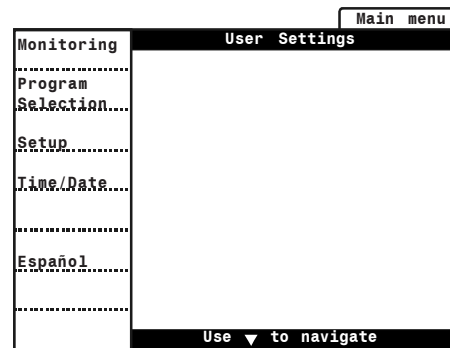 Main menu
User Settings
Monitoring
Program
Selection
Setup
Time/Date
Español
Use ▼ to navigate